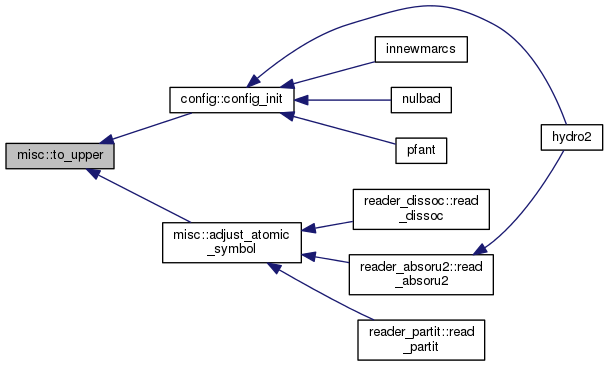 misc::to_upper
config::config_init
innewmarcs
nulbad
pfant
hydro2
misc::adjust_atomic
_symbol
reader_dissoc::read
_dissoc
reader_absoru2::read
_absoru2
reader_partit::read
_partit